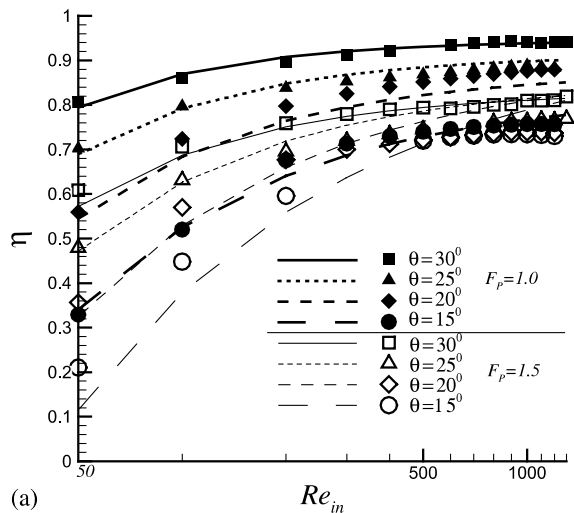 η
1
0.9
0.8
0.7
0.6
0.5
0.4
0.3
0.2
0.1
0
50
500
1000
Re_in
θ=30⁰
θ=25⁰
θ=20⁰
θ=15⁰
F_P=1.0
θ=30⁰
θ=25⁰
θ=20⁰
θ=15⁰
F_P=1.5
(a)